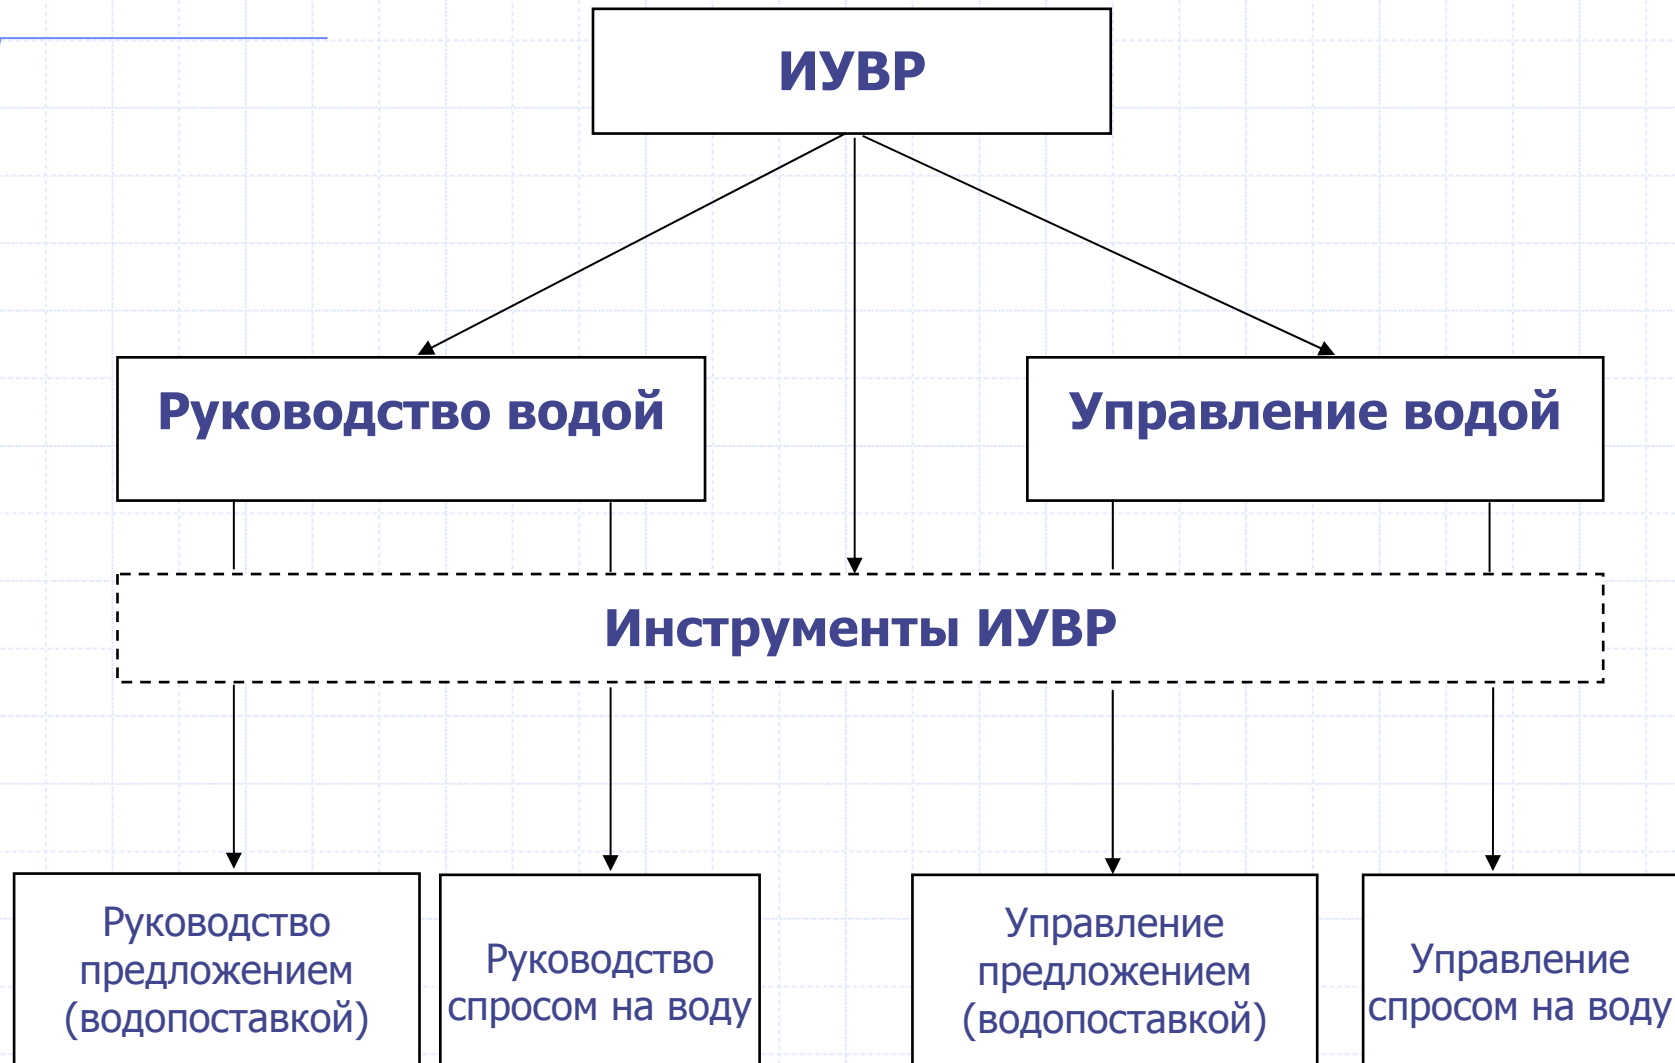 ИУВР
Руководство водой
Управление водой
Инструменты ИУВР
Руководство
предложением
(водопоставкой)
Руководство
спросом на воду
Управление
предложением
(водопоставкой)
Управление
спросом на воду